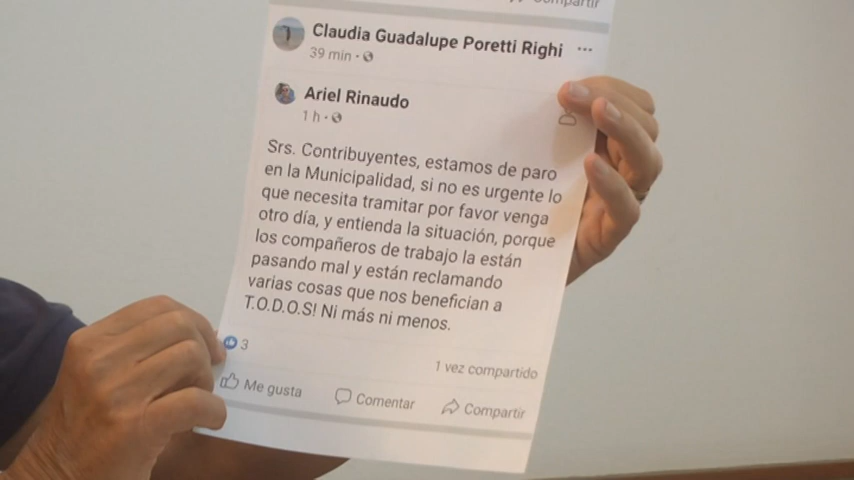 Compartir
Claudia Guadalupe Poretti Righi ...
39 min ·
Ariel Rinaudo
1 h ·
Srs. Contribuyentes, estamos de paro
en la Municipalidad, si no es urgente lo
que necesita tramitar por favor venga
otro día, y entienda la situación, porque
los compañeros de trabajo la están
pasando mal y están reclamando
varias cosas que nos benefician a
T.O.D.O.S! Ni más ni menos.
3
1 vez compartido
Me gusta Comentar Compartir